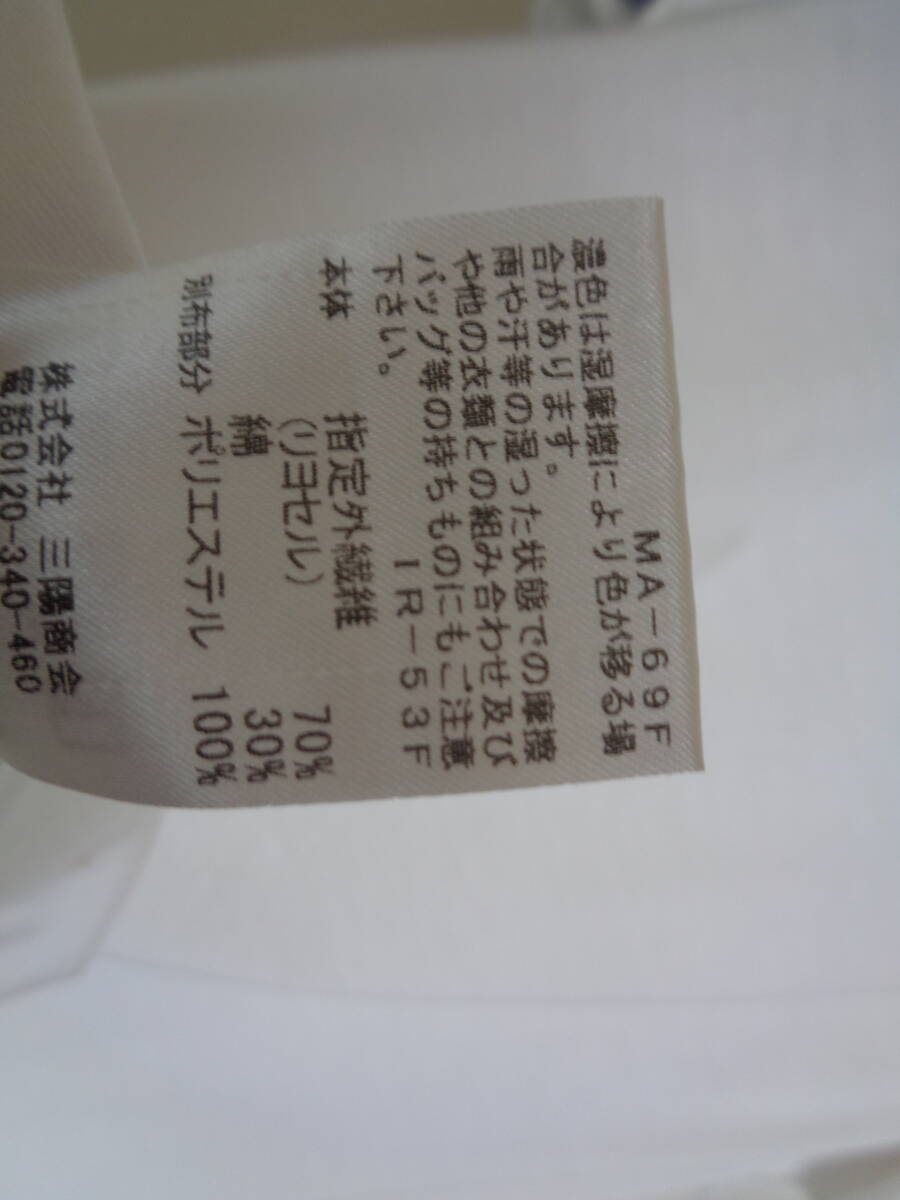 MA-69F
濃色は湿摩擦により色が移る場
合があります。
雨や汗等の湿った状態での摩擦
や他の衣類との組み合わせ及び
バッグ等の持ちものにもご注意
下さい。 IR-53F
本体 指定外繊維
(リヨセル) 70%
綿 30%
別布部分 ポリエステル 100%
株式会社 三陽商会
電話0120-340-460